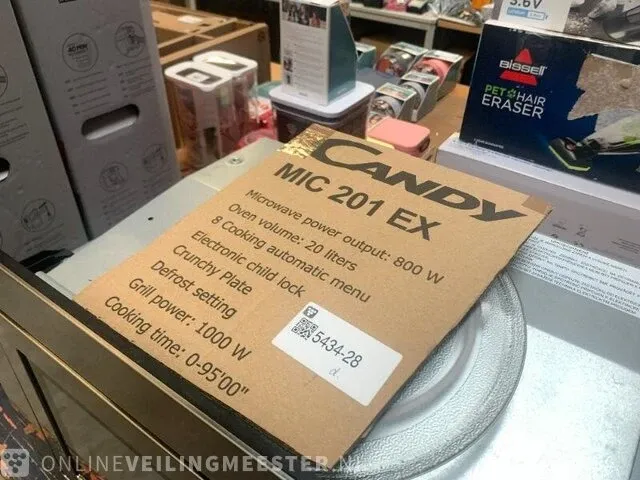 3.6V
BISSELL
PET HAIR
ERASER
CANDY
MIC 201 EX
Microwave power output: 800 W
Oven volume: 20 liters
8 Cooking automatic menu
Electronic child lock
Crunchy Plate
Defrost setting
Grill power: 1000 W
Cooking time: 0-95'00"
5434-28
d.
ONLINEVEILINGMEESTER.NL